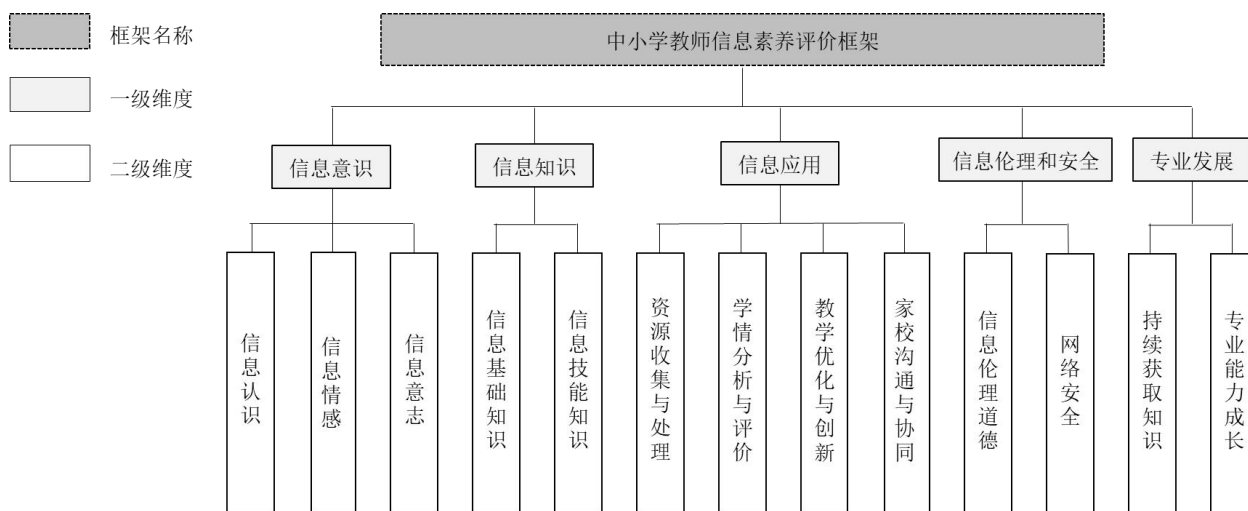 框架名称
中小学教师信息素养评价框架
一级维度
二级维度
信息意识
信息知识
信息应用
信息伦理和安全
专业发展
信息认识
信息情感
信息意志
信息基础知识
信息技能知识
资源收集与处理
学情分析与评价
教学优化与创新
家校沟通与协同
信息伦理道德
网络安全
持续获取知识
专业能力成长